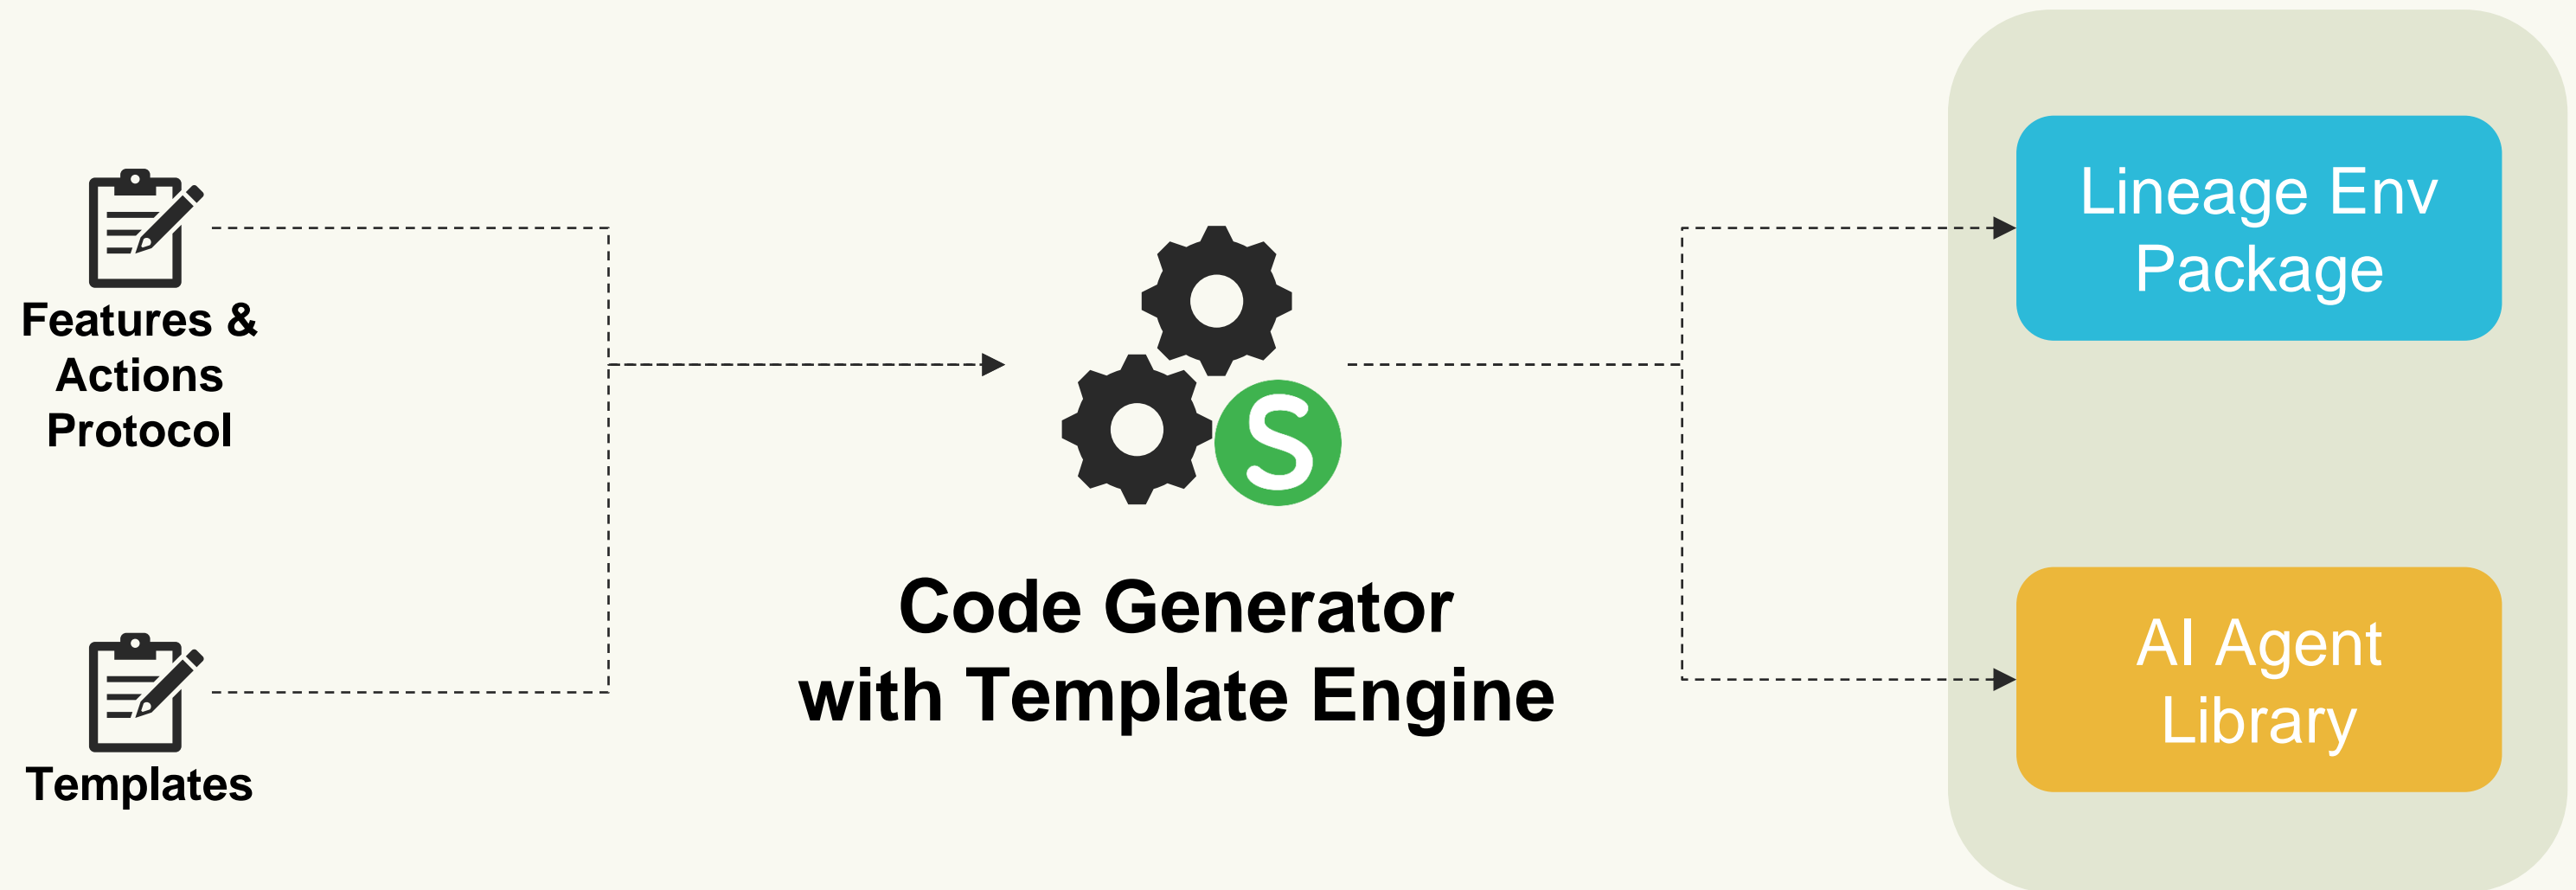 Features &
Actions
Protocol
Templates
S
Code Generator
with Template Engine
Lineage Env
Package
AI Agent
Library